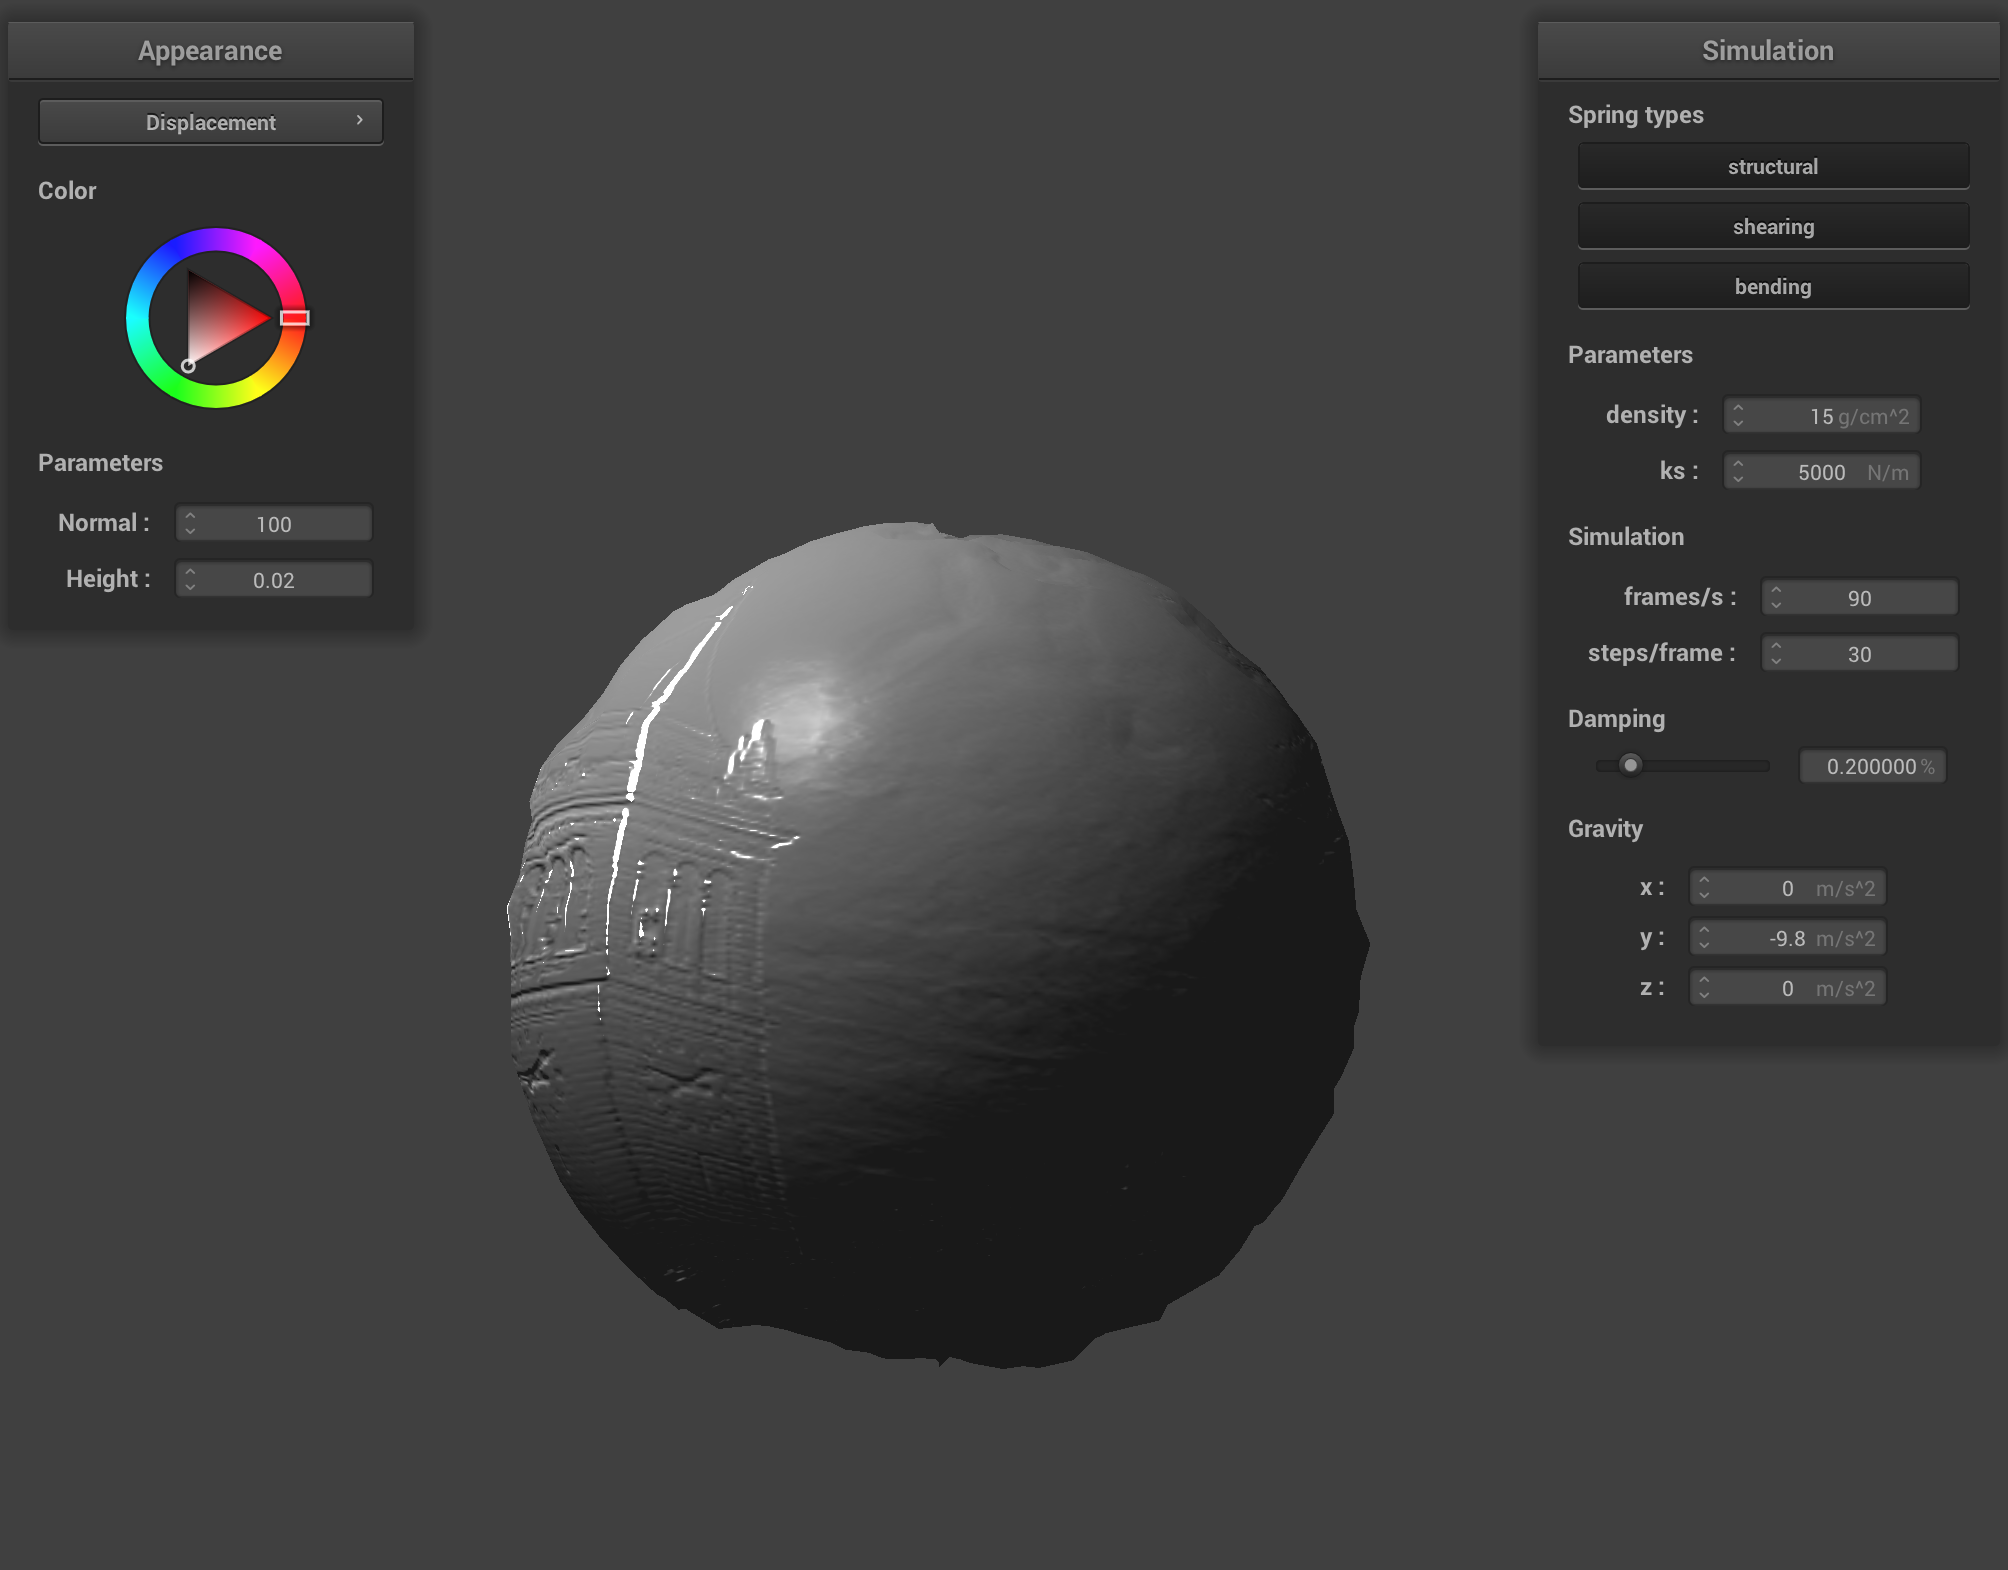 Appearance
Displacement
Color
Parameters
Normal : 100
Height : 0.02
Simulation
Spring types
structural
shearing
bending
Parameters
density : 15 g/cm^2
ks : 5000 N/m
Simulation
frames/s : 90
steps/frame : 30
Damping
0.200000 %
Gravity
x : 0 m/s^2
y : -9.8 m/s^2
z : 0 m/s^2